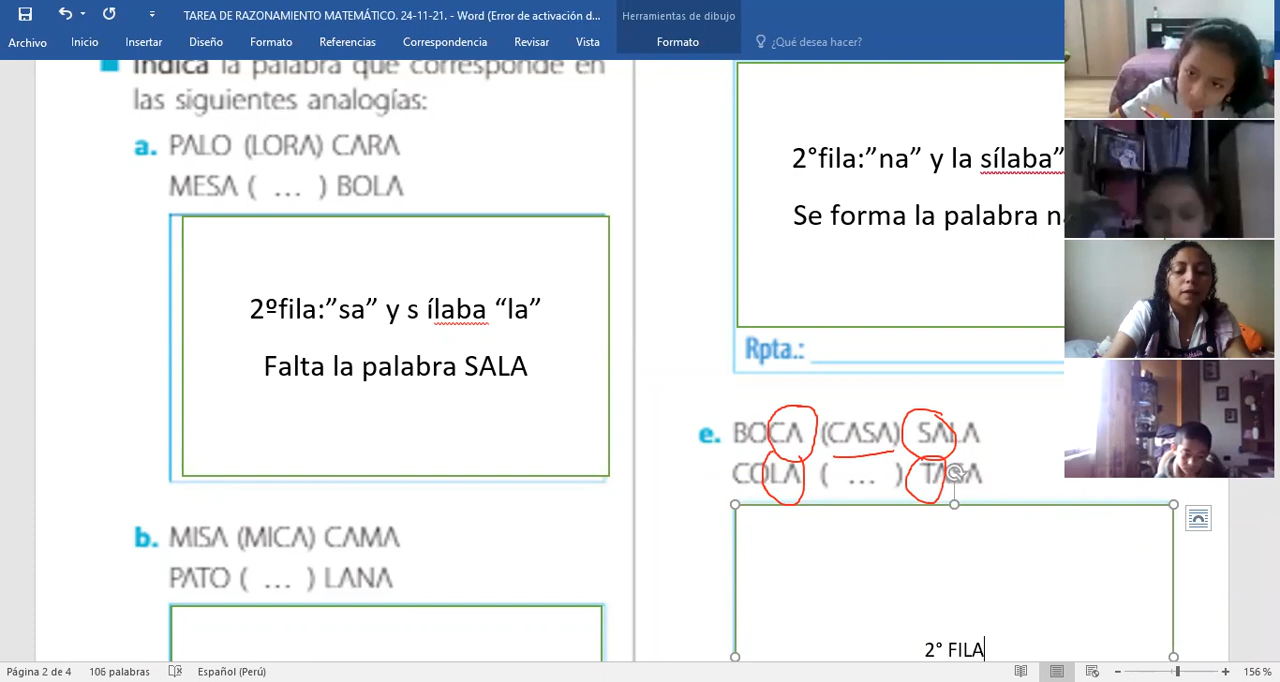 TAREA DE RAZONAMIENTO MATEMÁTICO. 24-11-21. - Word (Error de activación d...
Herramientas de dibujo
Archivo Inicio Insertar Diseño Formato Referencias Correspondencia Revisar Vista Formato ¿Qué desea hacer?
Indica la palabra que corresponde en
las siguientes analogías:
a. PALO (LORA) CARA
MESA ( ... ) BOLA
2ºfila:”sa” y s ílaba “la”
Falta la palabra SALA
b. MISA (MICA) CAMA
PATO ( ... ) LANA
2°fila:”na” y la sílaba”
Se forma la palabra
Rpta.:
e. BOCA (CASA) SALA
COLA ( ... )
2° FILA
Página 2 de 4 106 palabras Español (Perú) 156 %